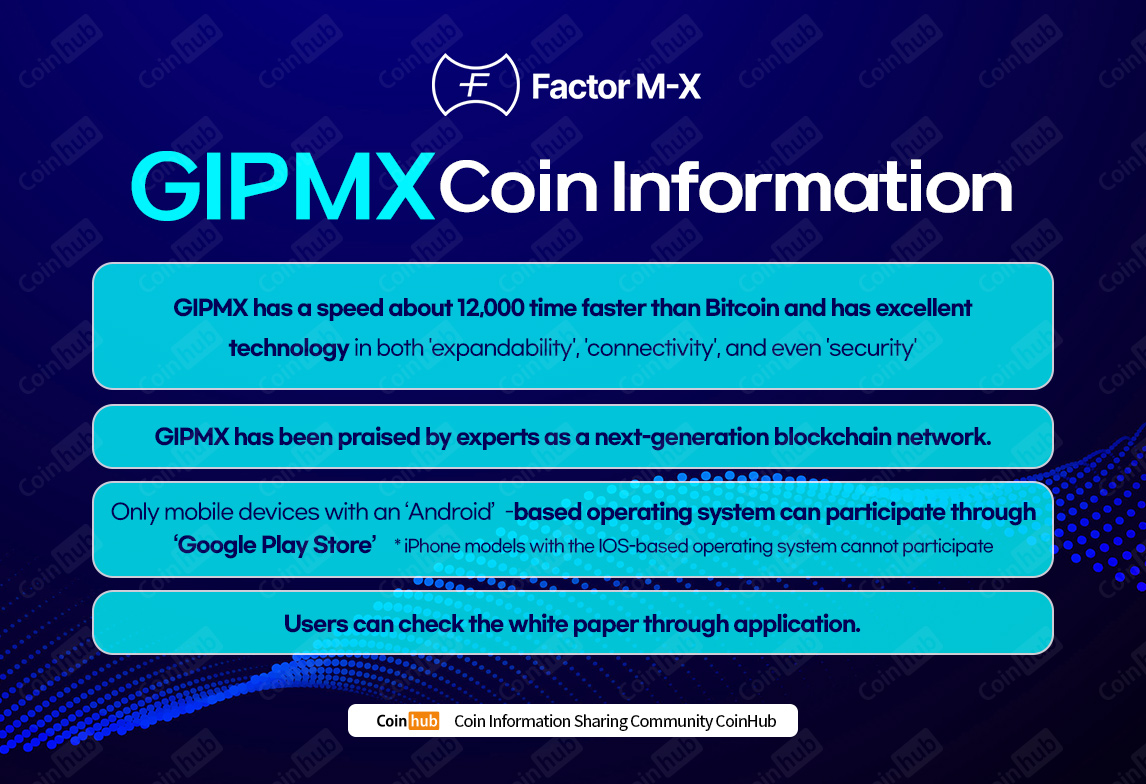 Factor M-X
GIPMX Coin Information
GIPMX has a speed about 12,000 time faster than Bitcoin and has excellent
technology in both 'expandability', 'connectivity', and even 'security'
GIPMX has been praised by experts as a next-generation blockchain network.
Only mobile devices with an ‘Android’ -based operating system can participate through
‘Google Play Store’ * iPhone models with the IOS-based operating system cannot participate
Users can check the white paper through application.
Coinhub Coin Information Sharing Community CoinHub